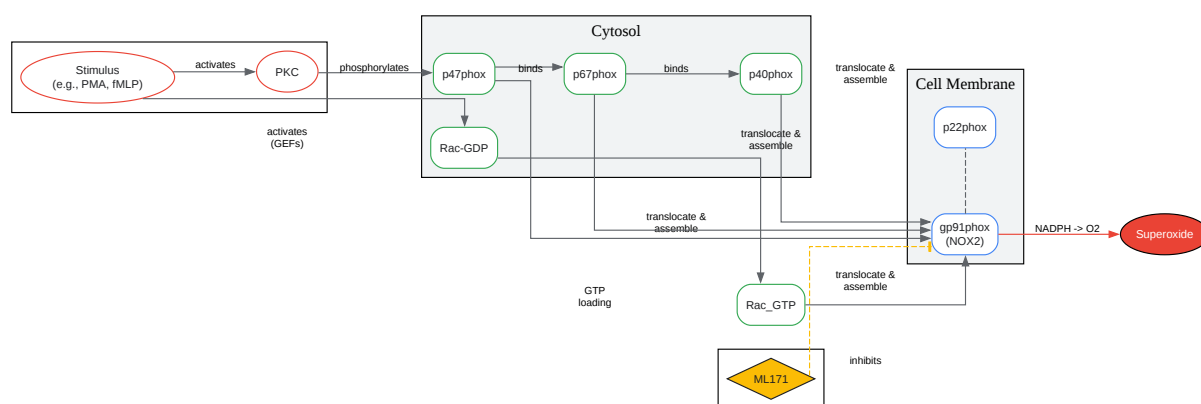 Cytosol
Stimulus
(e.g., PMA, fMLP)
activates
PKC
phosphorylates
p47phox
binds
p67phox
binds
p40phox
translocate &
assemble
Cell Membrane
p22phox
activates
(GEFs)
Rac-GDP
translocate &
assemble
translocate &
assemble
gp91phox
(NOX2)
NADPH -> O2
Superoxide
translocate &
assemble
GTP
loading
Rac_GTP
inhibits
ML171